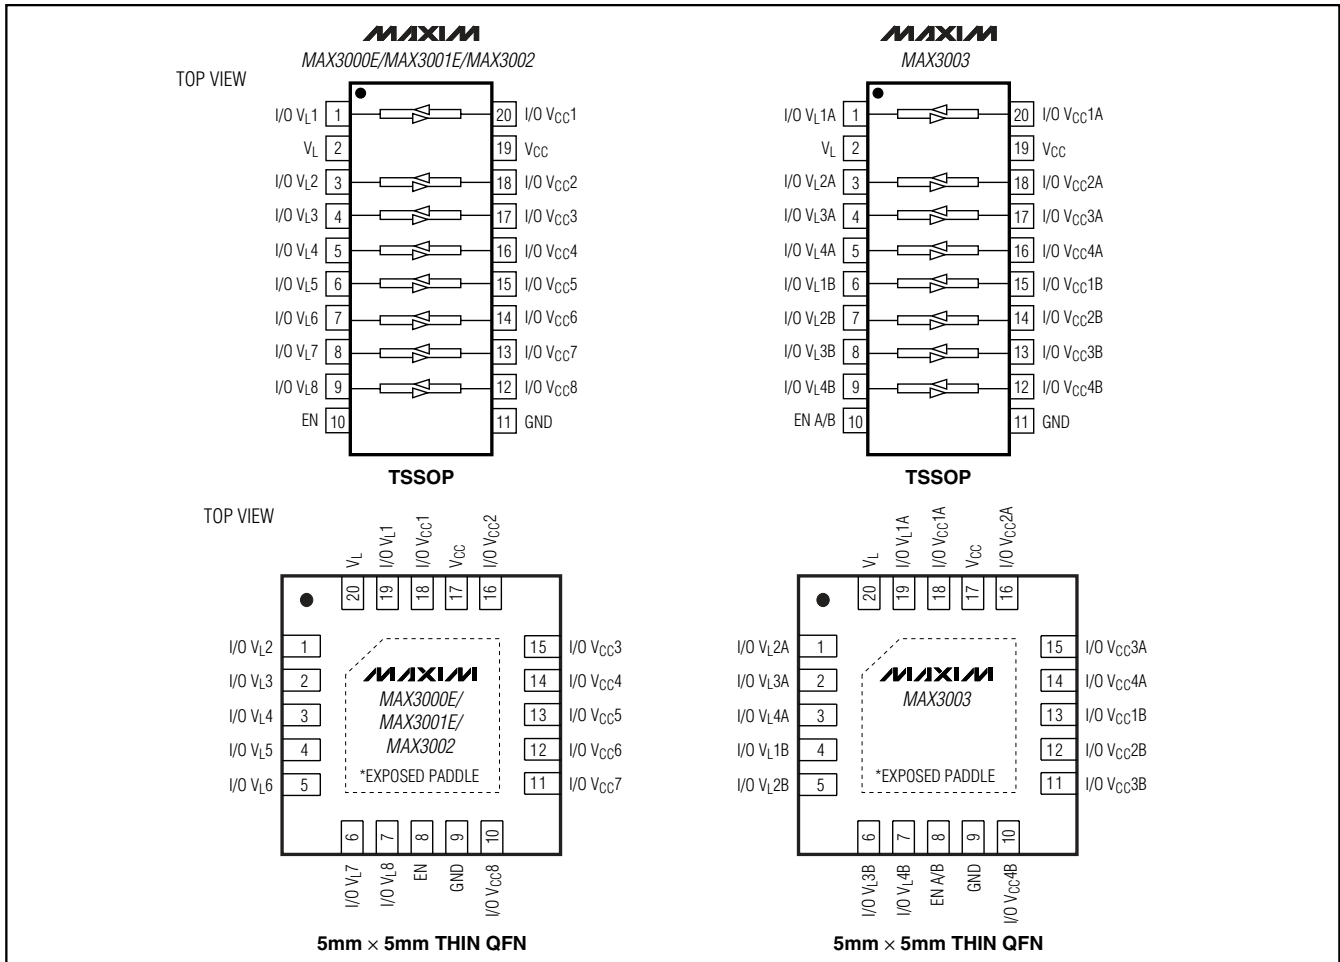 MAXIM
MAX3000E/MAX3001E/MAX3002
TOP VIEW
I/O VL1 1 20 I/O VCC1
VL 2 19 VCC
I/O VL2 3 18 I/O VCC2
I/O VL3 4 17 I/O VCC3
I/O VL4 5 16 I/O VCC4
I/O VL5 6 15 I/O VCC5
I/O VL6 7 14 I/O VCC6
I/O VL7 8 13 I/O VCC7
I/O VL8 9 12 I/O VCC8
EN 10 11 GND
TSSOP
MAXIM
MAX3003
I/O VL1A 1 20 I/O VCC1A
VL 2 19 VCC
I/O VL2A 3 18 I/O VCC2A
I/O VL3A 4 17 I/O VCC3A
I/O VL4A 5 16 I/O VCC4A
I/O VL1B 6 15 I/O VCC1B
I/O VL2B 7 14 I/O VCC2B
I/O VL3B 8 13 I/O VCC3B
I/O VL4B 9 12 I/O VCC4B
EN A/B 10 11 GND
TSSOP
TOP VIEW
VL I/O VL1 I/O VCC1 VCC I/O VCC2
20 19 18 17 16
I/O VL2 1 15 I/O VCC3
I/O VL3 2 14 I/O VCC4
I/O VL4 3 13 I/O VCC5
I/O VL5 4 12 I/O VCC6
I/O VL6 5 11 I/O VCC7
MAXIM
MAX3000E/
MAX3001E/
MAX3002
*EXPOSED PADDLE
6 7 8 9 10
I/O VL7 I/O VL8 EN GND I/O VCC8
5mm × 5mm THIN QFN
VL I/O VL1A I/O VCC1A VCC I/O VCC2A
20 19 18 17 16
I/O VL2A 1 15 I/O VCC3A
I/O VL3A 2 14 I/O VCC4A
I/O VL4A 3 13 I/O VCC1B
I/O VL1B 4 12 I/O VCC2B
I/O VL2B 5 11 I/O VCC3B
MAXIM
MAX3003
*EXPOSED PADDLE
6 7 8 9 10
I/O VL3B I/O VL4B EN A/B GND I/O VCC4B
5mm × 5mm THIN QFN